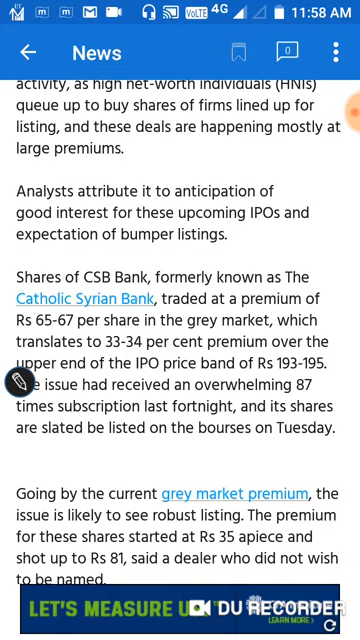 VoLTE 4G 11:58 AM
News
0
activity, as high net-worth individuals (HNIs)
queue up to buy shares of firms lined up for
listing, and these deals are happening mostly at
large premiums.
Analysts attribute it to anticipation of
good interest for these upcoming IPOs and
expectation of bumper listings.
Shares of CSB Bank, formerly known as The
Catholic Syrian Bank, traded at a premium of
Rs 65-67 per share in the grey market, which
translates to 33-34 per cent premium over the
upper end of the IPO price band of Rs 193-195.
issue had received an overwhelming 87
times subscription last fortnight, and its shares
are slated be listed on the bourses on Tuesday.
Going by the current grey market premium, the
issue is likely to see robust listing. The premium
for these shares started at Rs 35 apiece and
shot up to Rs 81, said a dealer who did not wish
to be named.
LET'S MEASURE DU RECORDER
LEARN MORE